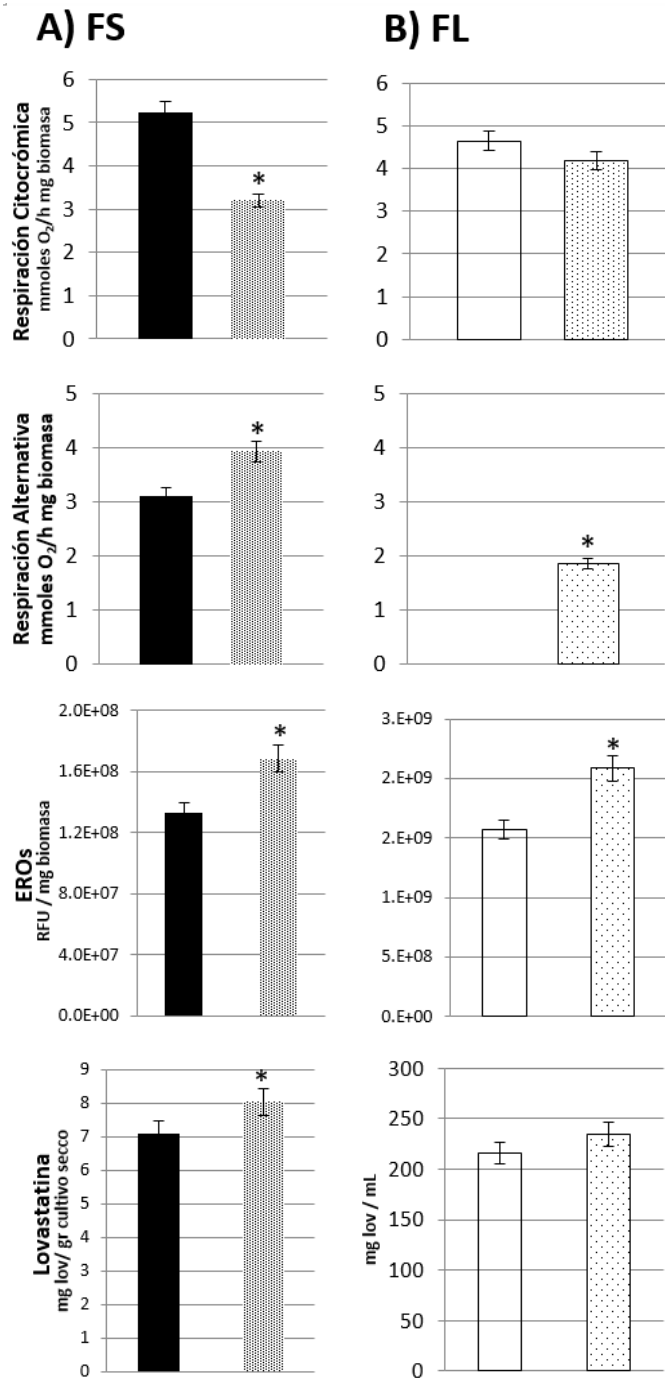 A) FS
B) FL
Respiración Citocrómica
mmoles O₂/h mg biomasa
6
5
4
3
2
1
0
*
6
5
4
3
2
1
0
Respiración Alternativa
mmoles O₂/h mg biomasa
5
4
3
2
1
0
*
5
4
3
2
1
0
*
EROs
RFU / mg biomasa
2.0E+08
1.6E+08
1.2E+08
8.0E+07
4.0E+07
0.0E+00
*
3.E+09
2.E+09
2.E+09
1.E+09
5.E+08
0.E+00
*
Lovastatina
mg lov/ gr cultivo secco
9
8
7
6
5
4
3
2
1
0
*
mg lov / mL
300
250
200
150
100
50
0